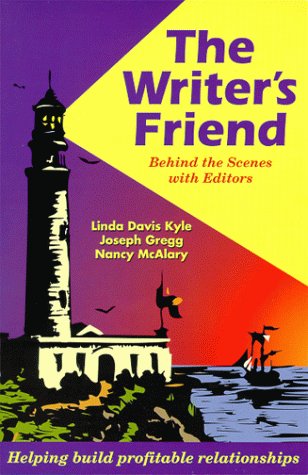 The
Writer's
Friend
Behind the Scenes
with Editors
Linda Davis Kyle
Joseph Gregg
Nancy McAlary
Helping build profitable relationships